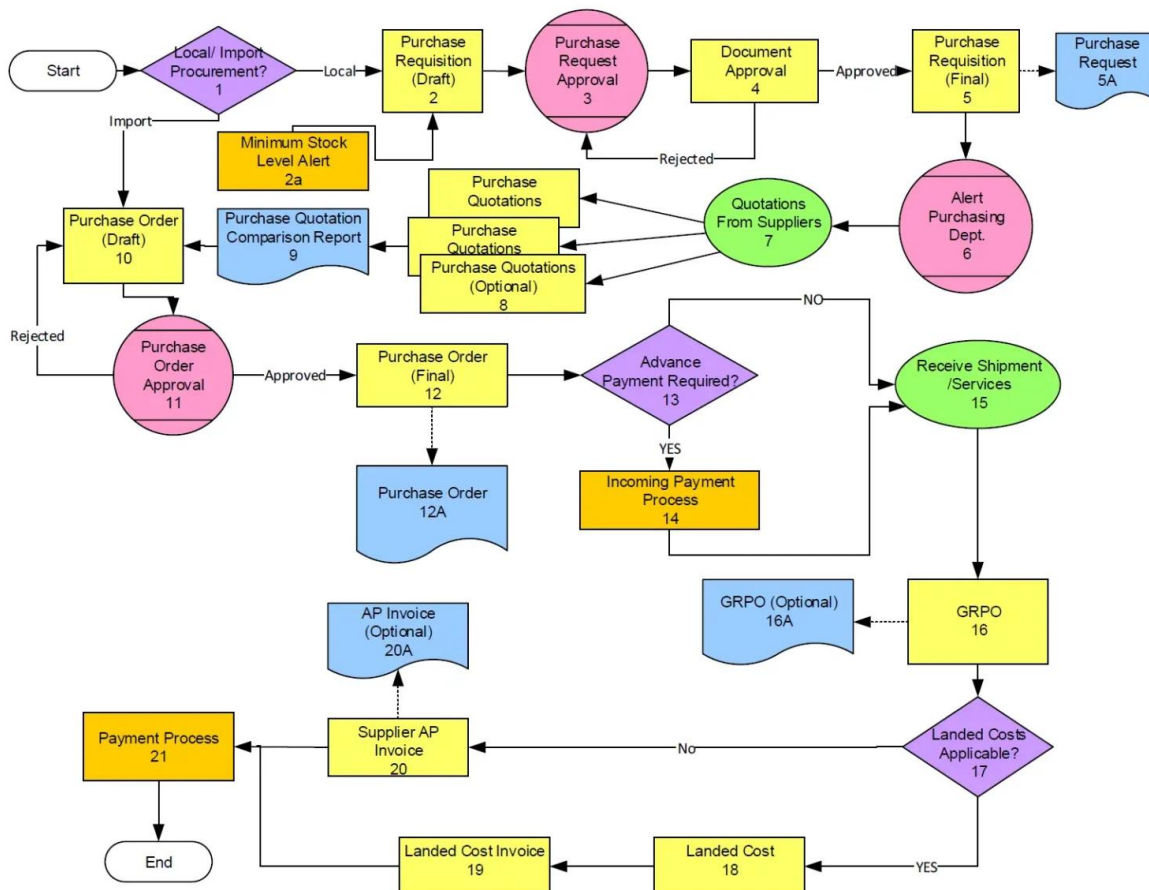 Start
Local/ Import
Procurement?
1
Local
Import
Purchase
Requisition
(Draft)
2
Purchase
Request
Approval
3
Document
Approval
4
Approved
Rejected
Purchase
Requisition
(Final)
5
Purchase
Request
5A
Minimum Stock
Level Alert
2a
Alert
Purchasing
Dept.
6
Quotations
From Suppliers
7
Purchase
Quotations
Purchase
Quotations
Purchase Quotations
(Optional)
8
Purchase Quotation
Comparison Report
9
Purchase Order
(Draft)
10
Rejected
Purchase
Order
Approval
11
Approved
Purchase Order
(Final)
12
Purchase Order
12A
Advance
Payment Required?
13
NO
YES
Incoming Payment
Process
14
Receive Shipment
/Services
15
GRPO
16
GRPO (Optional)
16A
Landed Costs
Applicable?
17
No
YES
AP Invoice
(Optional)
20A
Supplier AP
Invoice
20
Payment Process
21
Landed Cost
18
Landed Cost Invoice
19
End